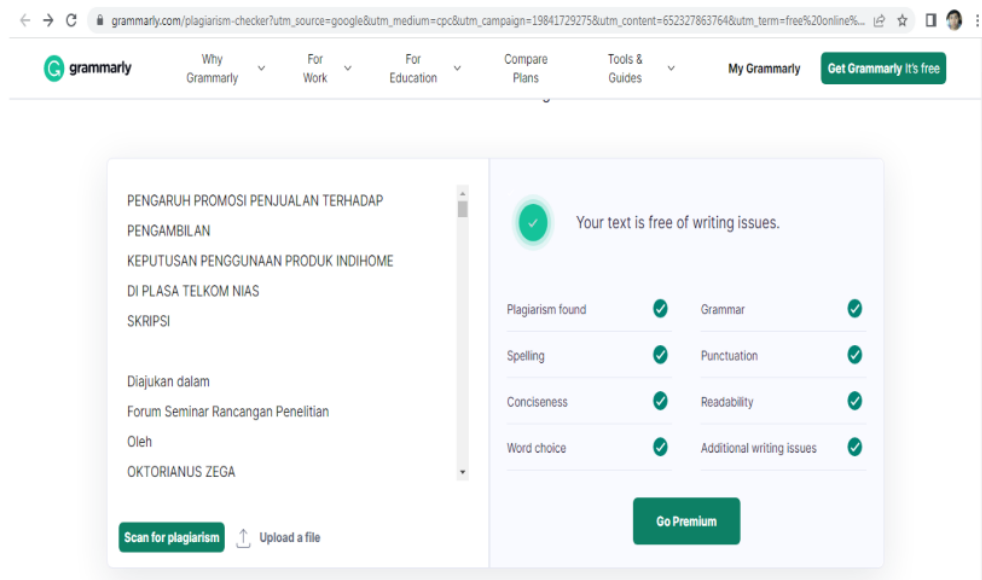 grammarly.com/plagiarism-checker?utm_source=google&utm_medium=cpc&utm_campaign=19841729275&utm_content=652327863764&utm_term=free%20online%...
grammarly
Why Grammarly
For Work
For Education
Compare Plans
Tools & Guides
My Grammarly
Get Grammarly It's free
PENGARUH PROMOSI PENJUALAN TERHADAP
PENGAMBILAN
KEPUTUSAN PENGGUNAAN PRODUK INDIHOME
DI PLASA TELKOM NIAS
SKRIPSI
Diajukan dalam
Forum Seminar Rancangan Penelitian
Oleh
OKTORIANUS ZEGA
Scan for plagiarism
Upload a file
Your text is free of writing issues.
Plagiarism found
Grammar
Spelling
Punctuation
Conciseness
Readability
Word choice
Additional writing issues
Go Premium